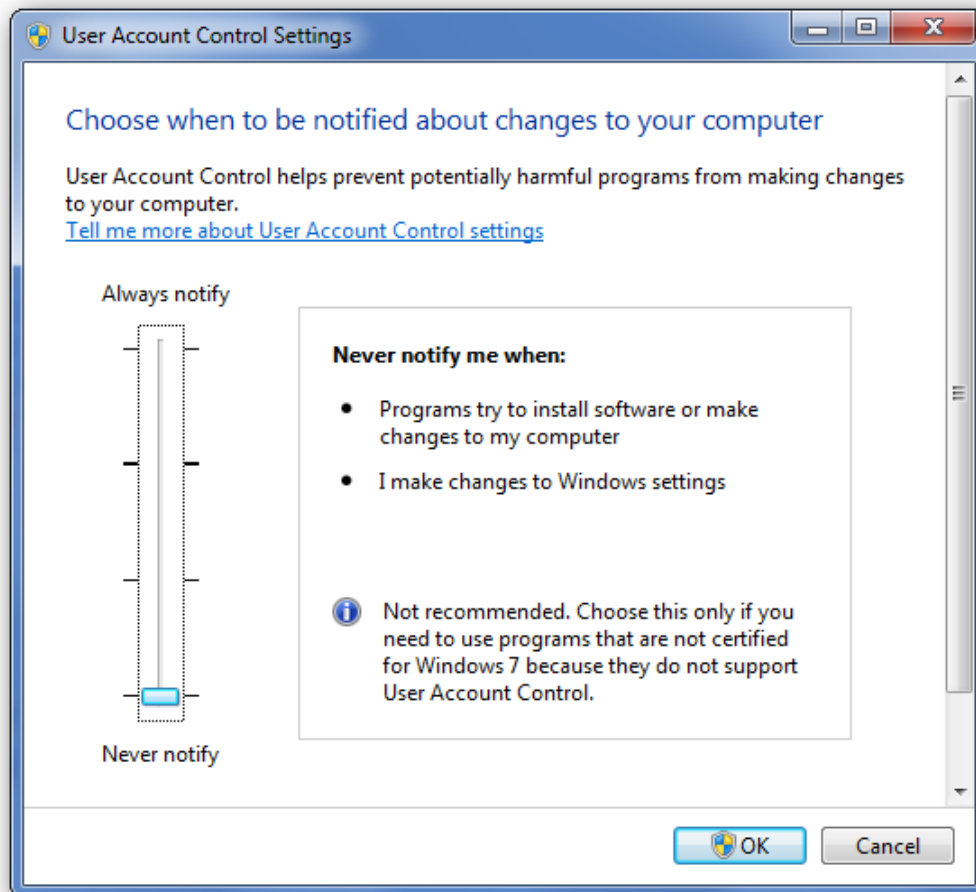 User Account Control Settings
Choose when to be notified about changes to your computer
User Account Control helps prevent potentially harmful programs from making changes
to your computer.
Tell me more about User Account Control settings
Always notify
Never notify me when:
• Programs try to install software or make
changes to my computer
• I make changes to Windows settings
Not recommended. Choose this only if you
need to use programs that are not certified
for Windows 7 because they do not support
User Account Control.
Never notify
OK
Cancel